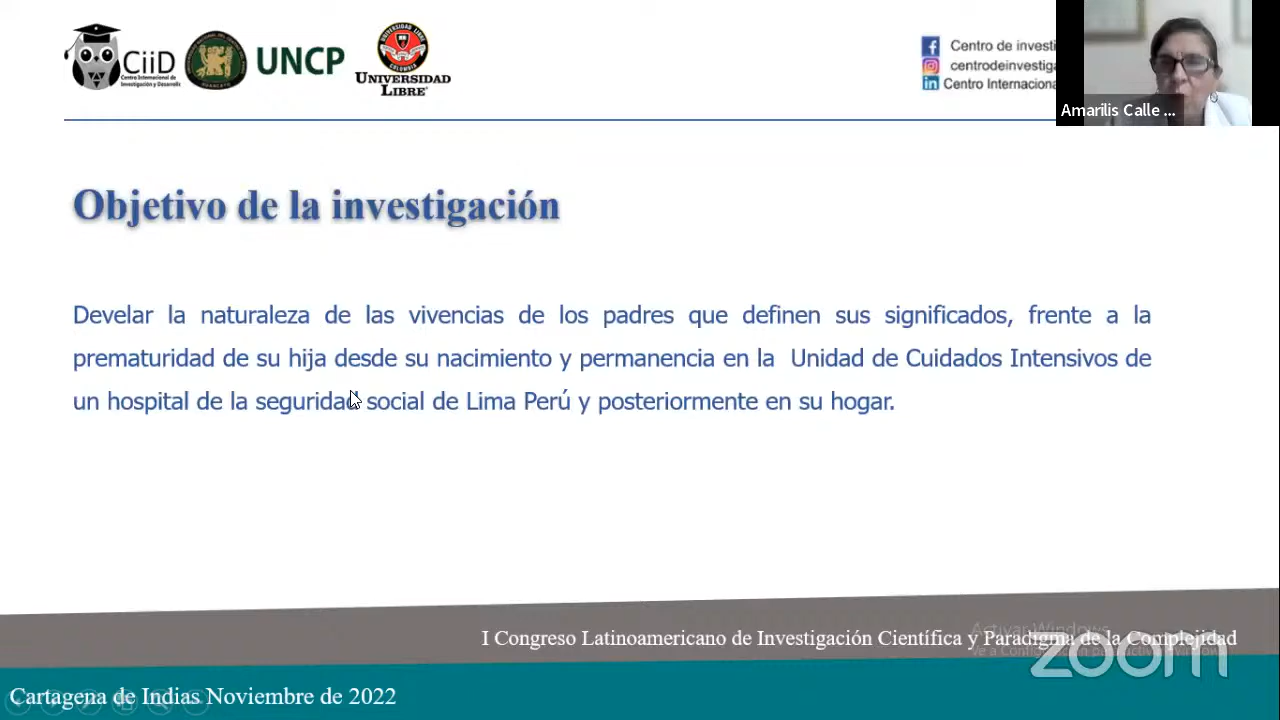 CiiD
Centro Internacional de
Investigación y Desarrollo
UNCP
UNIVERSIDAD LIBRE
COLOMBIA
UNIVERSIDAD
LIBRE
Centro de investi
centrodeinvestiga
Centro Internaciona
Amarilis Calle ...
Objetivo de la investigación
Develar la naturaleza de las vivencias de los padres que definen sus significados, frente a la
prematuridad de su hija desde su nacimiento y permanencia en la Unidad de Cuidados Intensivos de
un hospital de la seguridad social de Lima Perú y posteriormente en su hogar.
I Congreso Latinoamericano de Investigación Científica y Paradigma de la Complejidad
Activar Windows
Ve a Configuración para activar Windows.
zoom
Cartagena de Indias Noviembre de 2022